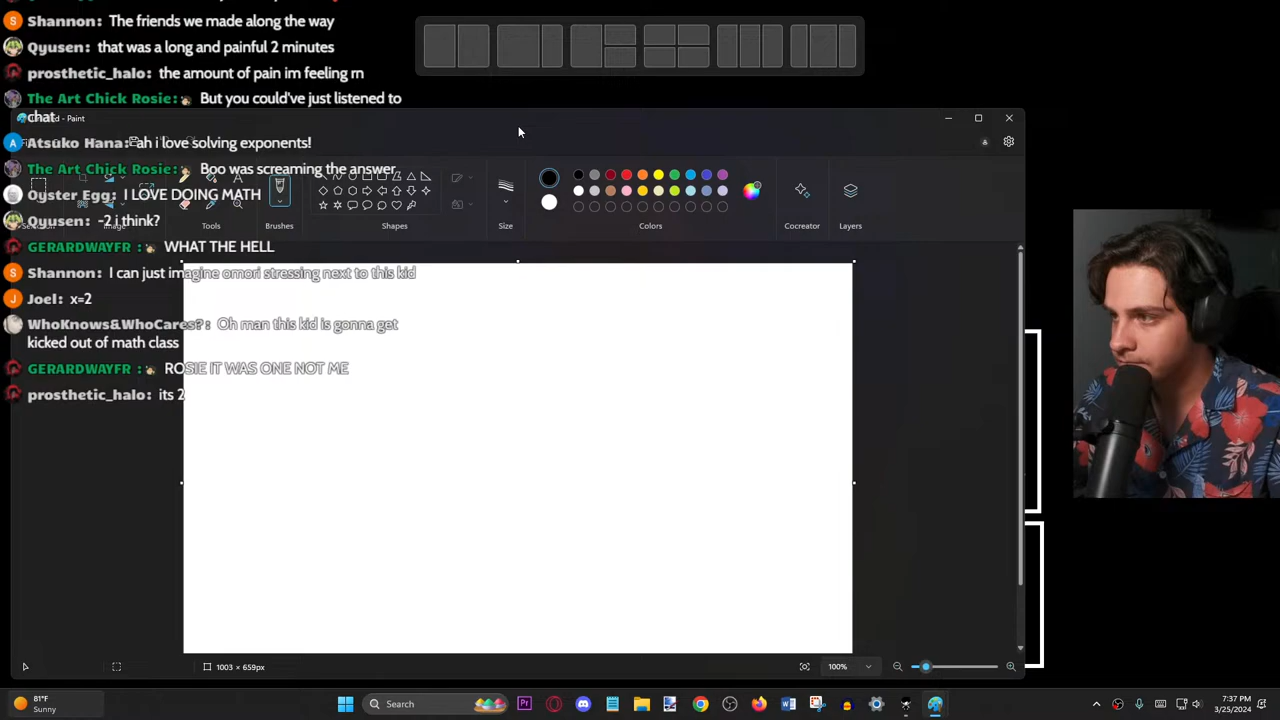 Shannon: The friends we made along the way
Qyusen: that was a long and painful 2 minutes
prosthetic_halo: the amount of pain im feeling rn
The Art Chick Rosie: But you could've just listened to
chat
- Paint
Atsuko Hana: ah i love solving exponents!
The Art Chick Rosie: Boo was screaming the answer
Oyster Egg: I LOVE DOING MATH
Qyusen: -2 i think?
Image
Tools
Brushes
Shapes
Size
Colors
Cocreator
Layers
GERARDWAYFR : WHAT THE HELL
Shannon: I can just imagine omori stressing next to this kid
Joel: x=2
WhoKnows&WhoCares?: Oh man this kid is gonna get
kicked out of math class
GERARDWAYFR : ROSIE IT WAS ONE NOT ME
prosthetic_halo: its 2
1003 × 659px
100%
81°F
Sunny
Search
7:37 PM
3/25/2024